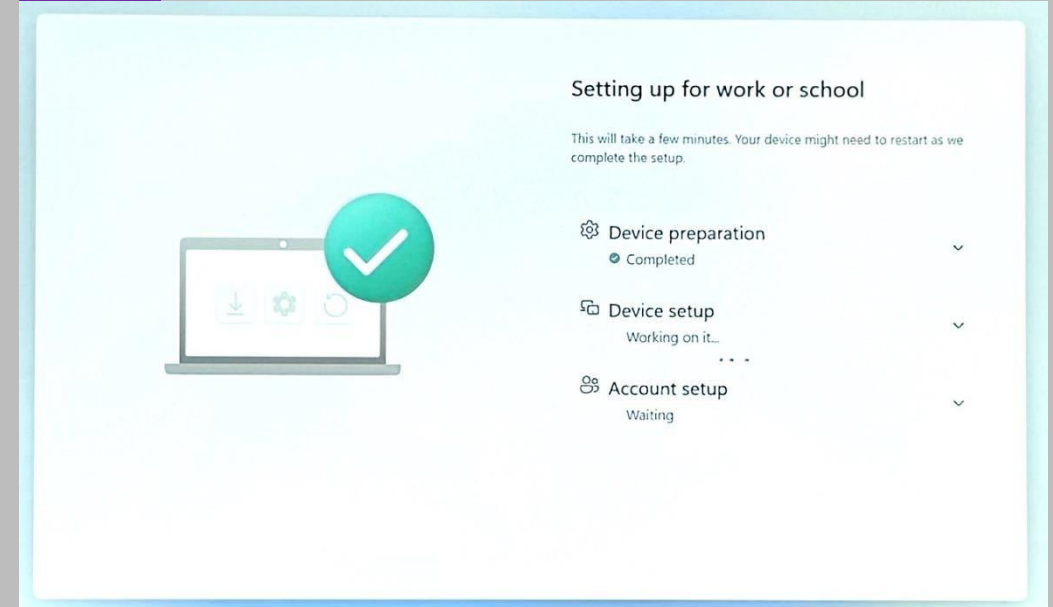 Setting up for work or school
This will take a few minutes. Your device might need to restart as we
complete the setup.
Device preparation
Completed
Device setup
Working on it...
Account setup
Waiting